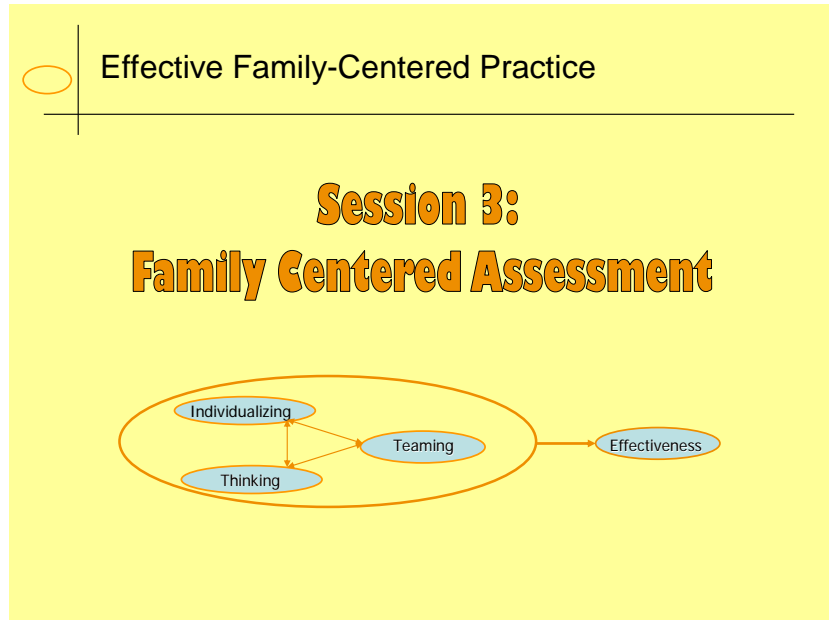 Effective Family-Centered Practice
Session 3:
Family Centered Assessment
Individualizing
Teaming
Effectiveness
Thinking